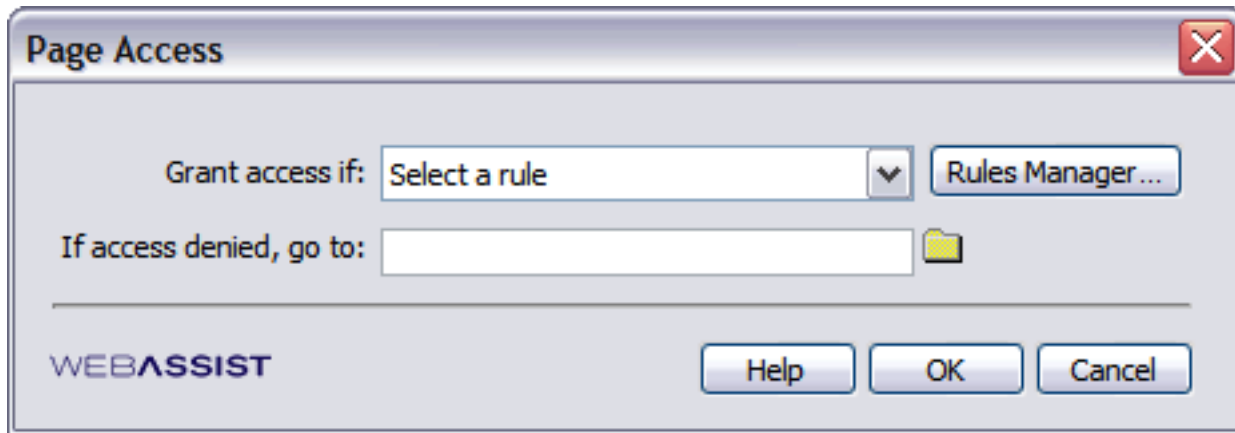 Page Access
Grant access if: Select a rule Rules Manager...
If access denied, go to:
WEBASSIST Help OK Cancel